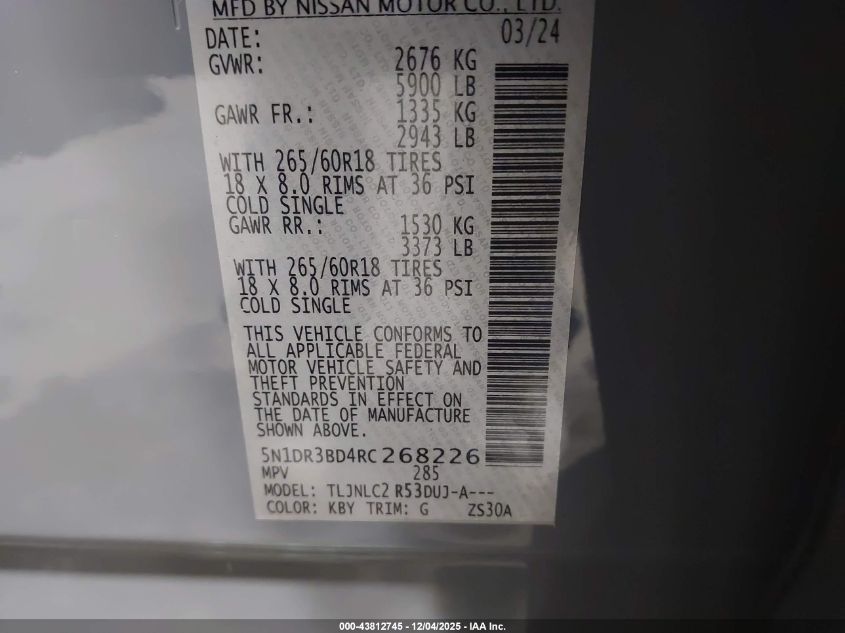 MFD BY NISSAN MOTOR CO., LTD.
DATE: 03/24
GVWR: 2676 KG
5900 LB
GAWR FR.: 1335 KG
2943 LB
WITH 265/60R18 TIRES
18 X 8.0 RIMS AT 36 PSI
COLD SINGLE
GAWR RR.: 1530 KG
3373 LB
WITH 265/60R18 TIRES
18 X 8.0 RIMS AT 36 PSI
COLD SINGLE
THIS VEHICLE CONFORMS TO
ALL APPLICABLE FEDERAL
MOTOR VEHICLE SAFETY AND
THEFT PREVENTION
STANDARDS IN EFFECT ON
THE DATE OF MANUFACTURE
SHOWN ABOVE.
5N1DR3BD4RC268226
MPV 285
MODEL: TLJNLC2 R53DUJ-A---
COLOR: KBY TRIM: G ZS30A
000-43812745 - 12/04/2025 - IAA Inc.